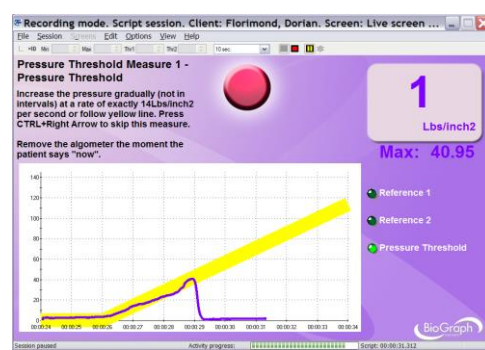 Recording mode. Script session. Client: Florimond, Dorian. Screen: Live screen ...
File Session Screens Edit Options View Help
Min Max Thr1 Thr2 10 sec
Pressure Threshold Measure 1 -
Pressure Threshold
Increase the pressure gradually (not in
intervals) at a rate of exactly 14Lbs/inch2
per second or follow yellow line. Press
CTRL+Right Arrow to skip this measure.
Remove the algometer the moment the
patient says "now".
1
Lbs/inch2
Max: 40.95
Reference 1
Reference 2
Pressure Threshold
140
120
100
80
60
40
20
0
00:00:24 00:00:25 00:00:26 00:00:27 00:00:28 00:00:29 00:00:30 00:00:31 00:00:32 00:00:33 00:00:34
BioGraph
Session paused Activity progress: Script: 00:00:31.312